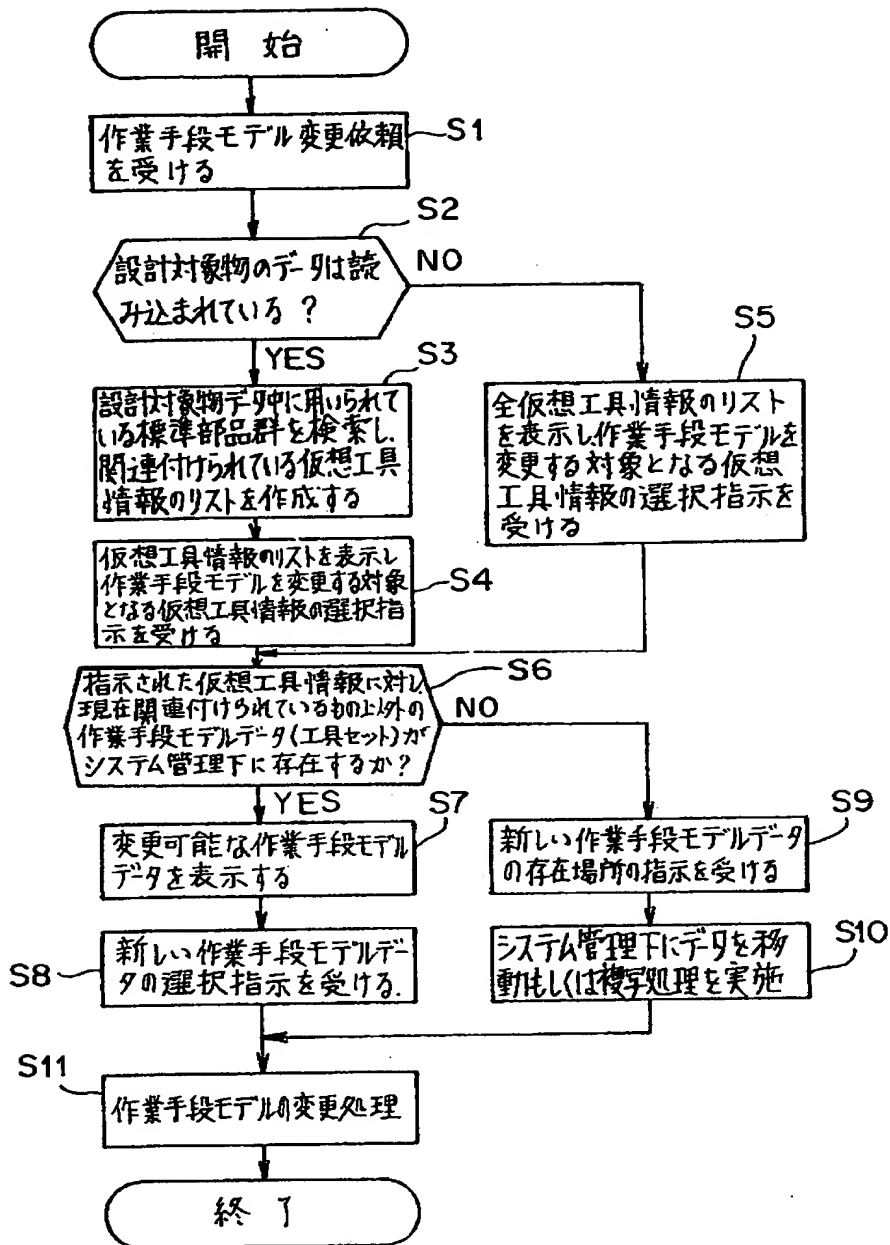 開始
作業手段モデル変更依頼
を受ける
S1
S2
設計対象物のデータは読
み込まれている?
NO
YES
S3
設計対象物データ中に用いられて
いる標準部品群を検索し、
関連付けられている仮想工具
情報のリストを作成する
S5
全仮想工具情報のリスト
を表示し作業手段モデルを
変更する対象となる仮想
工具情報の選択指示を
受ける
仮想工具情報のリストを表示し
作業手段モデルを変更する対象
となる仮想工具情報の選択指
示を受ける
S4
S6
指示された仮想工具情報に対し、
現在関連付けられているもの以外の
作業手段モデルデータ(工具セット)が
システム管理下に存在するか?
NO
YES
S7
変更可能な作業手段モデル
データを表示する
S9
新しい作業手段モデルデータ
の存在場所の指示を受ける
S8
新しい作業手段モデルデー
タの選択指示を受ける.
S10
システム管理下にデータを移
動もしくは複写処理を実施
S11
作業手段モデルの変更処理
終了